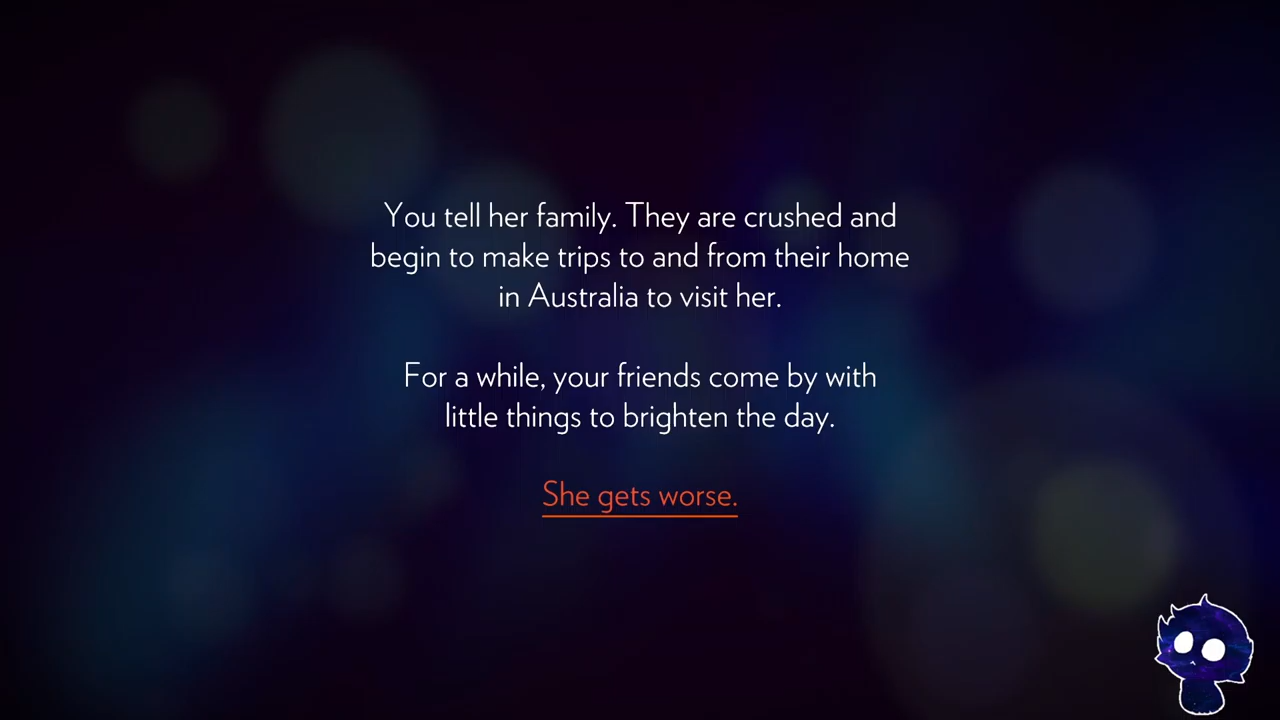 You tell her family. They are crushed and
begin to make trips to and from their home
in Australia to visit her.
For a while, your friends come by with
little things to brighten the day.
She gets worse.